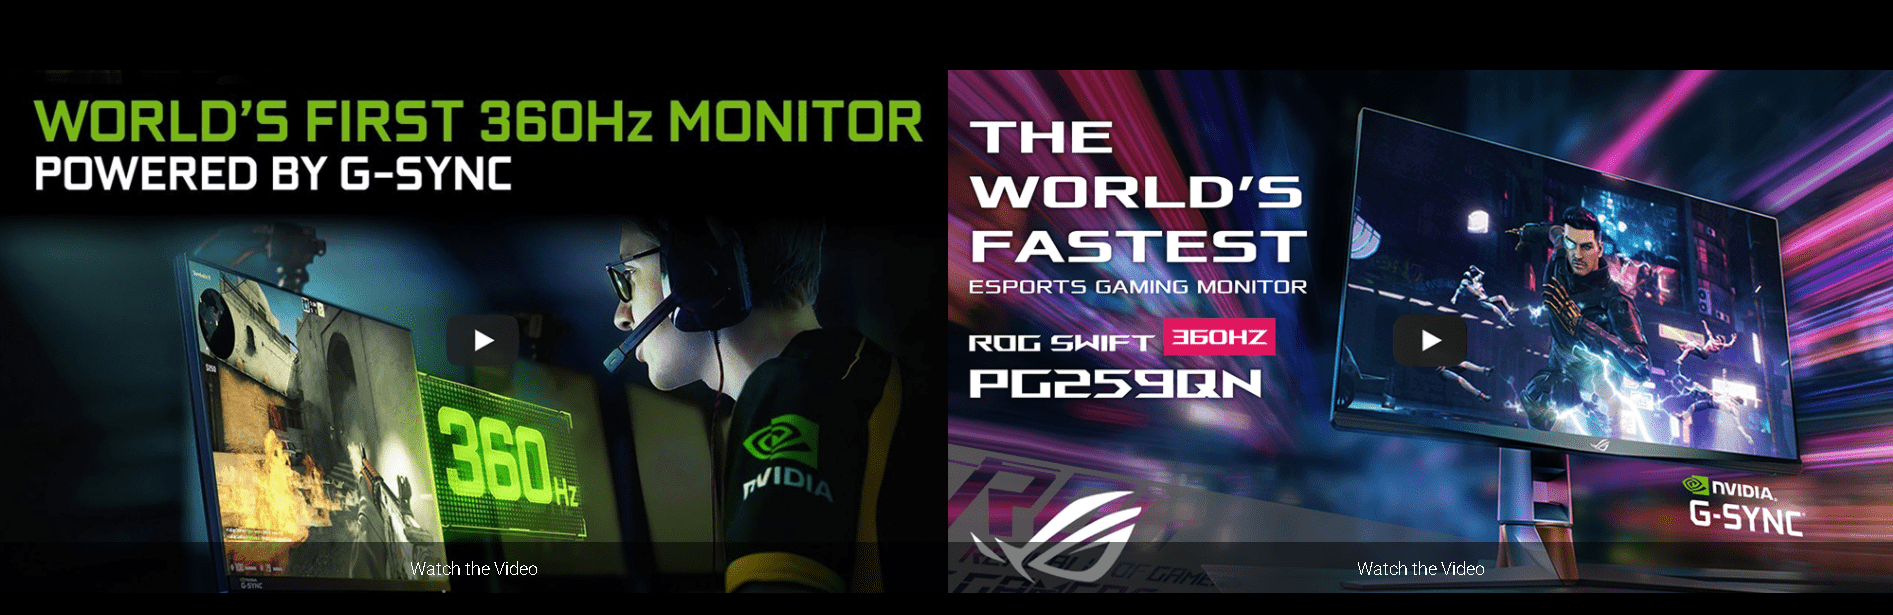 WORLD'S FIRST 360Hz MONITOR
POWERED BY G-SYNC
360Hz
NVIDIA
G-SYNC
Watch the Video
THE
WORLD'S
FASTEST
ESPORTS GAMING MONITOR
ROG SWIFT 360HZ
PG259QN
NVIDIA.
G-SYNC
Watch the Video